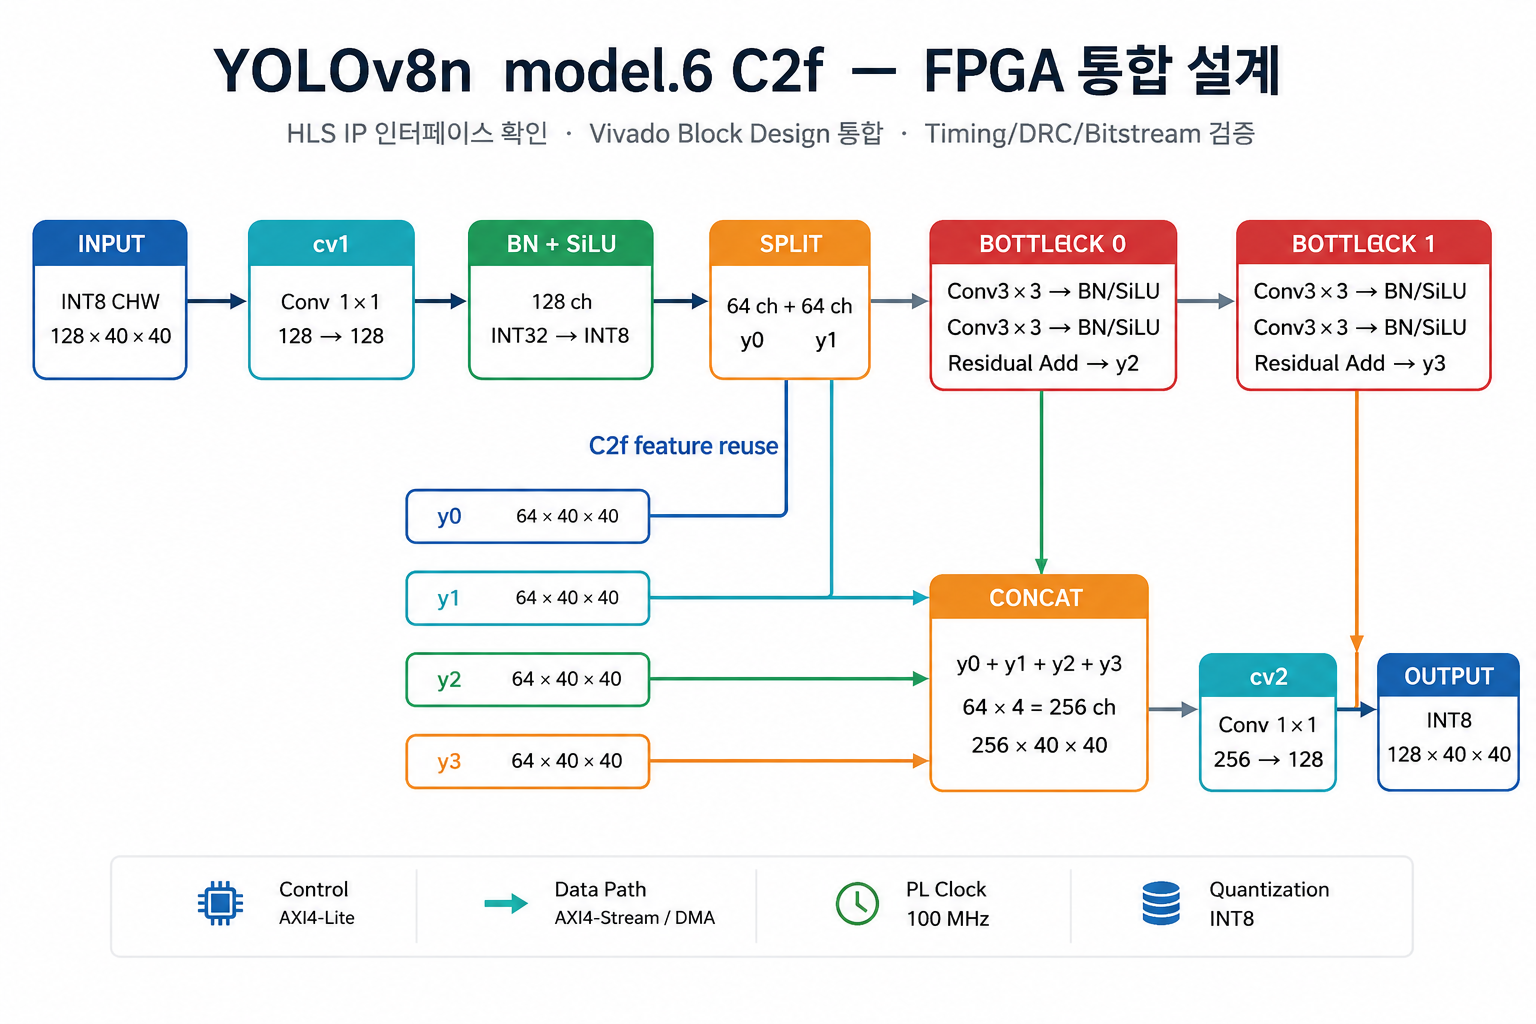 YOLOv8n model.6 C2f — FPGA 통합 설계
HLS IP 인터페이스 확인 · Vivado Block Design 통합 · Timing/DRC/Bitstream 검증
INPUT
INT8 CHW
128 × 40 × 40
cv1
Conv 1×1
128 → 128
BN + SiLU
128 ch
INT32 → INT8
SPLIT
64 ch + 64 ch
y0 y1
0
Conv3×3 → BN/SiLU
Conv3×3 → BN/SiLU
Residual Add → y2
1
Conv3×3 → BN/SiLU
Conv3×3 → BN/SiLU
Residual Add → y3
C2f feature reuse
y0 64 × 40 × 40
y1 64 × 40 × 40
y2 64 × 40 × 40
y3 64 × 40 × 40
CONCAT
y0 + y1 + y2 + y3
64 × 4 = 256 ch
256 × 40 × 40
cv2
Conv 1×1
256 → 128
OUTPUT
INT8
128 × 40 × 40
Control
AXI4-Lite
Data Path
AXI4-Stream / DMA
PL Clock
100 MHz
Quantization
INT8